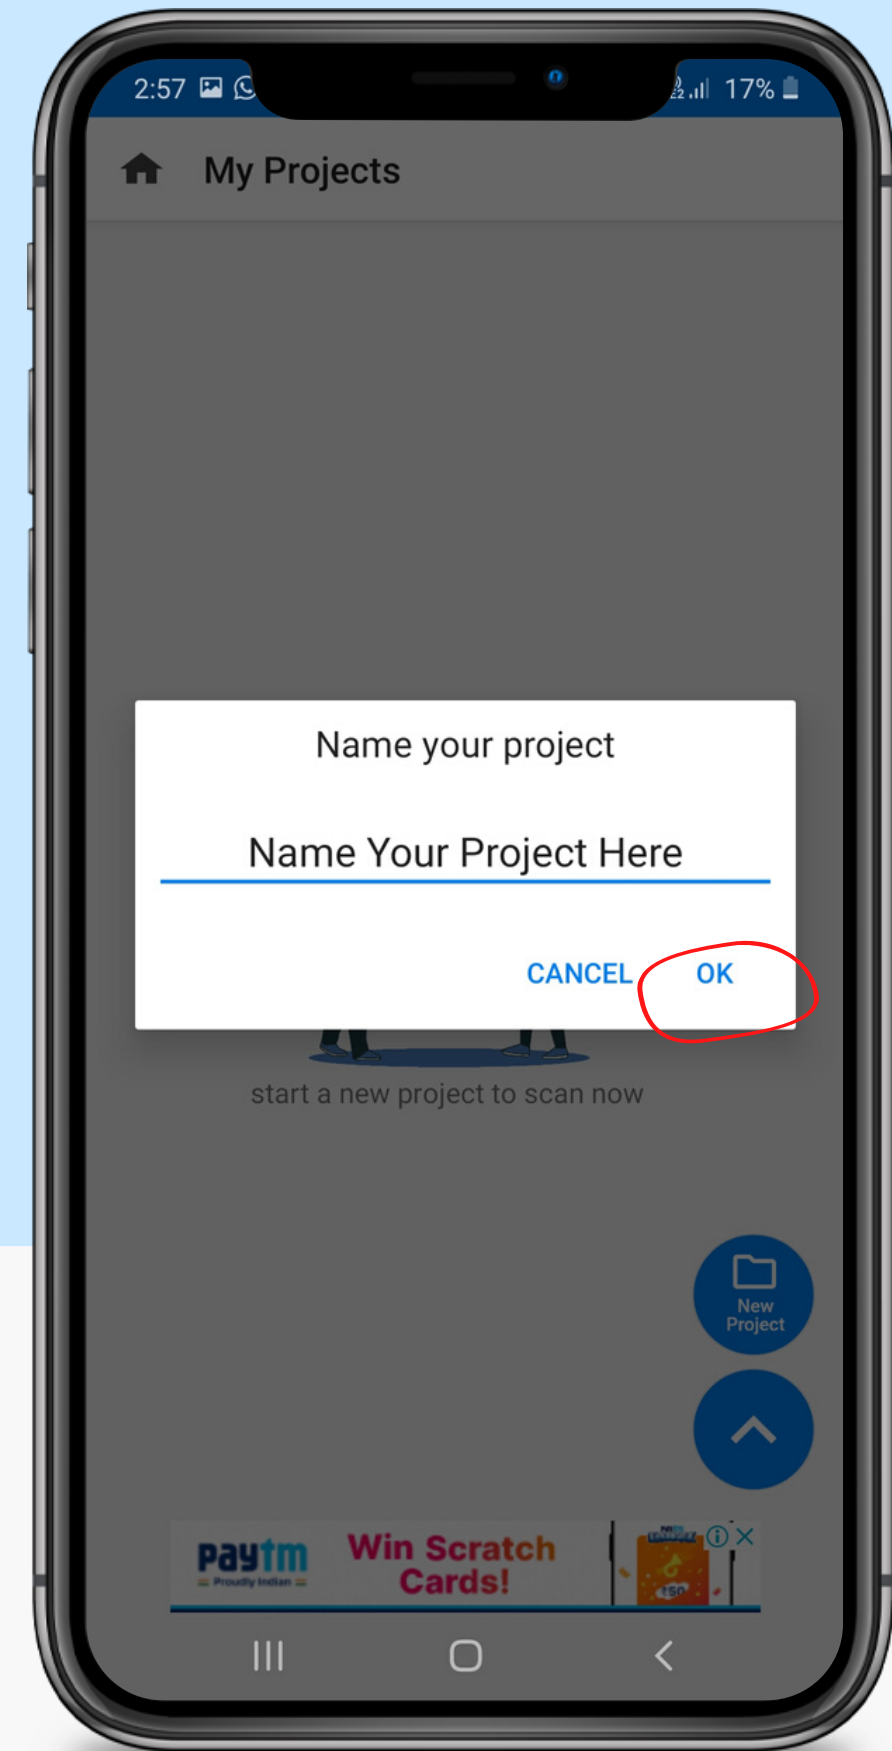 2:57
17%
My Projects
Name your project
Name Your Project Here
CANCEL OK
start a new project to scan now
New
Project
paytm
Proudly Indian
Win Scratch
Cards!
₹50